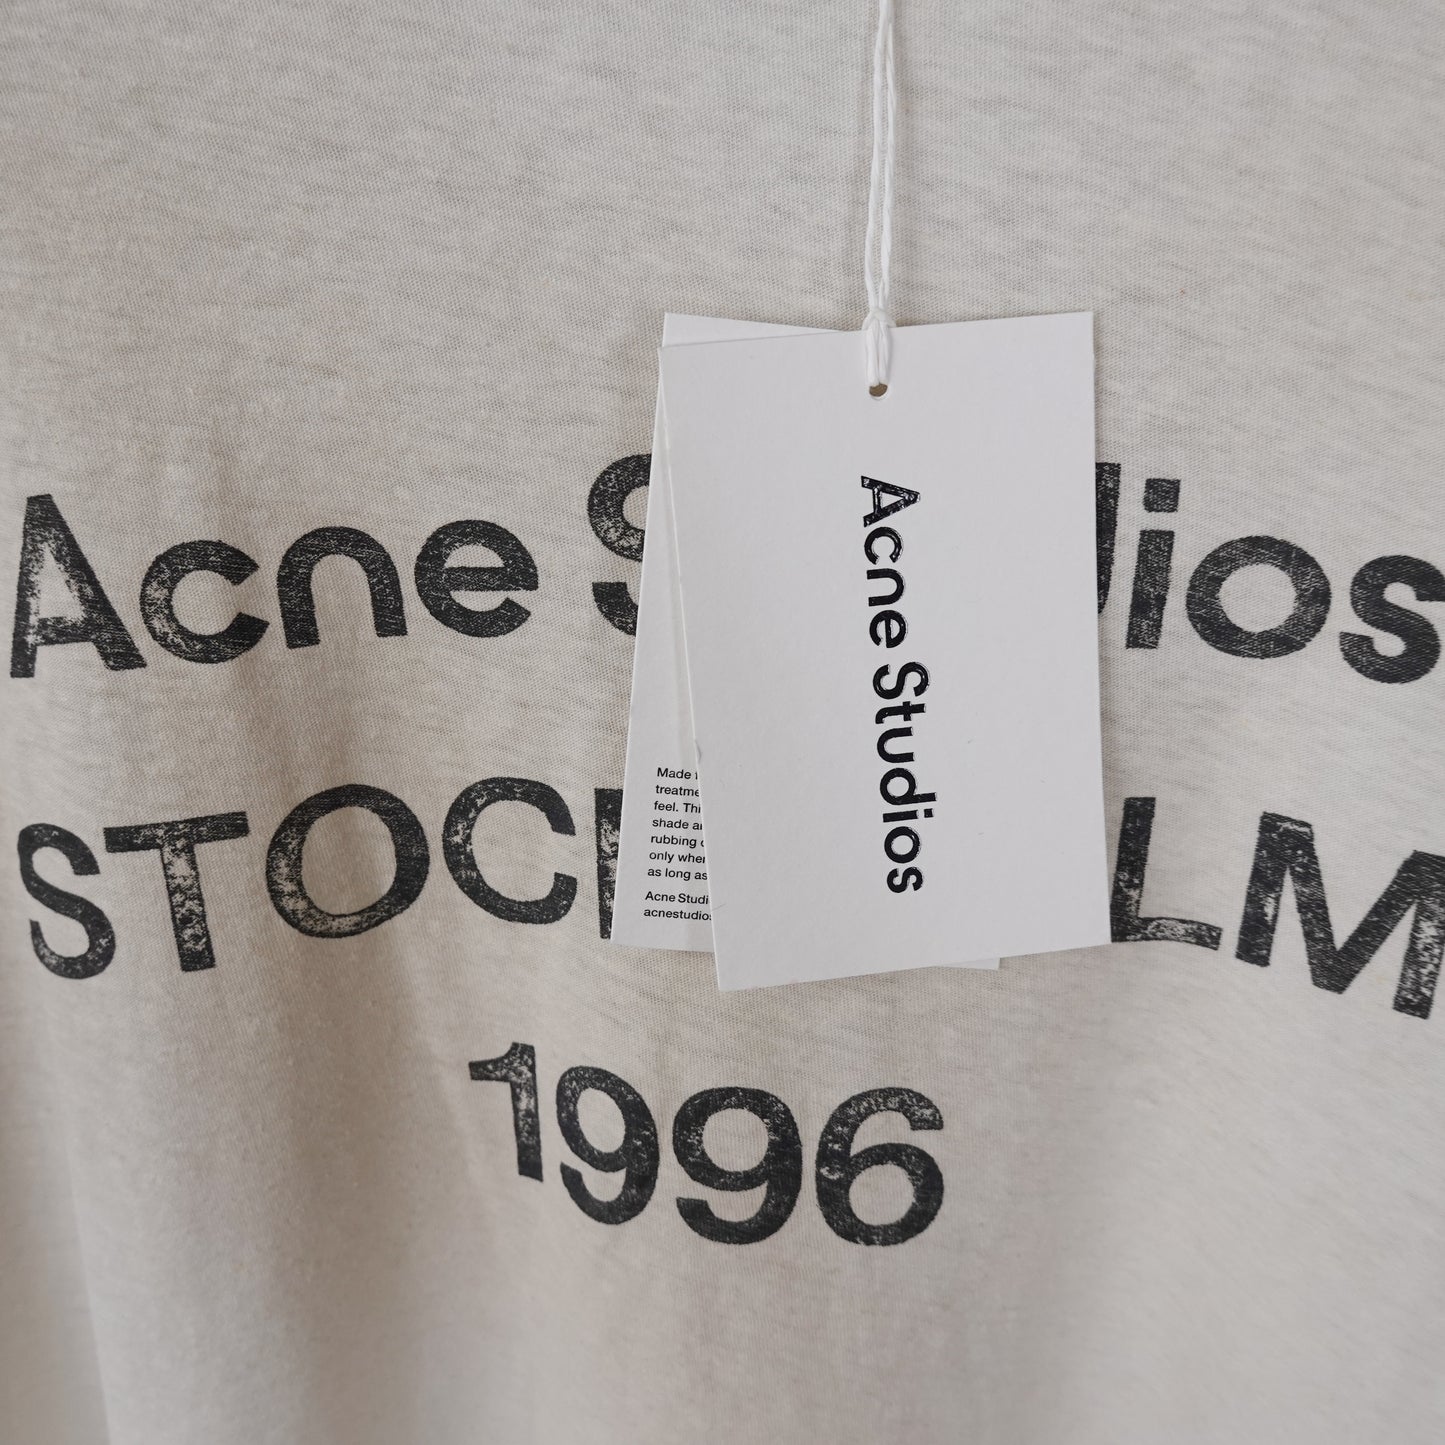 Acne
dios
STOC
LM
1996
Acne Studios
Made
treatme
feel. Thi
shade a
rubbing
only when
as long as
Acne Studi
acnestudios